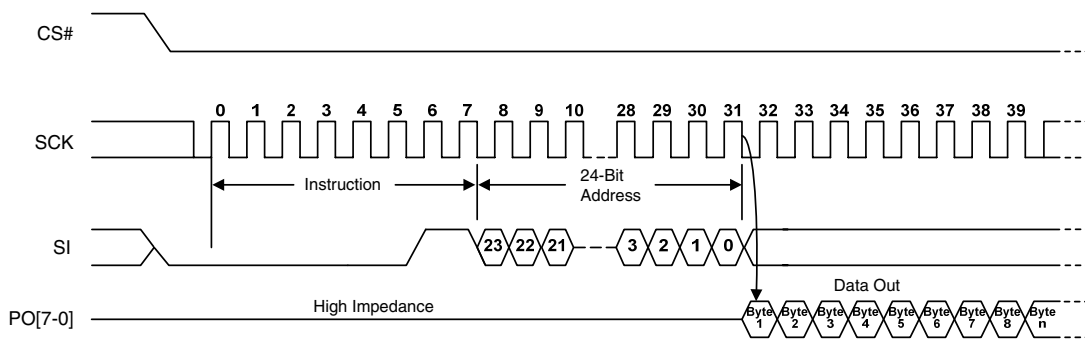 CS#
0 1 2 3 4 5 6 7 8 9 10 28 29 30 31 32 33 34 35 36 37 38 39
SCK
Instruction
24-Bit
Address
SI
23 22 21 3 2 1 0
Data Out
High Impedance
PO[7-0]
Byte 1 Byte 2 Byte 3 Byte 4 Byte 5 Byte 6 Byte 7 Byte 8 Byte n